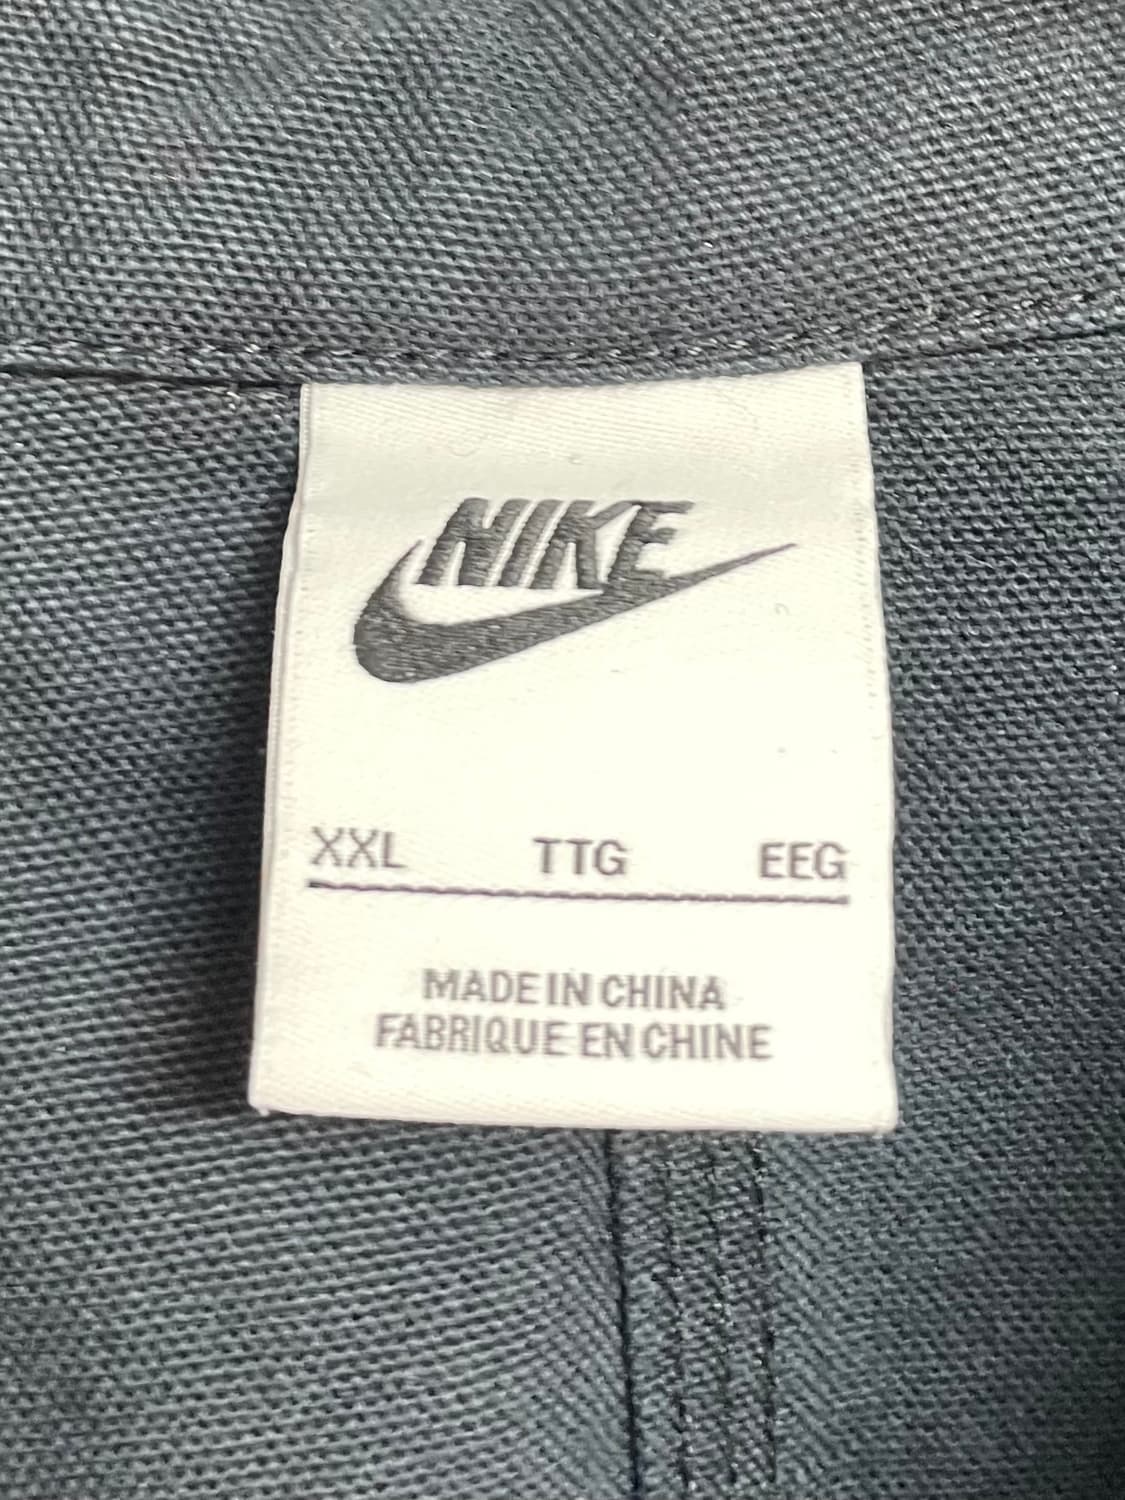 NIKE
XXL TTG EEG
MADE IN CHINA
FABRIQUE EN CHINE